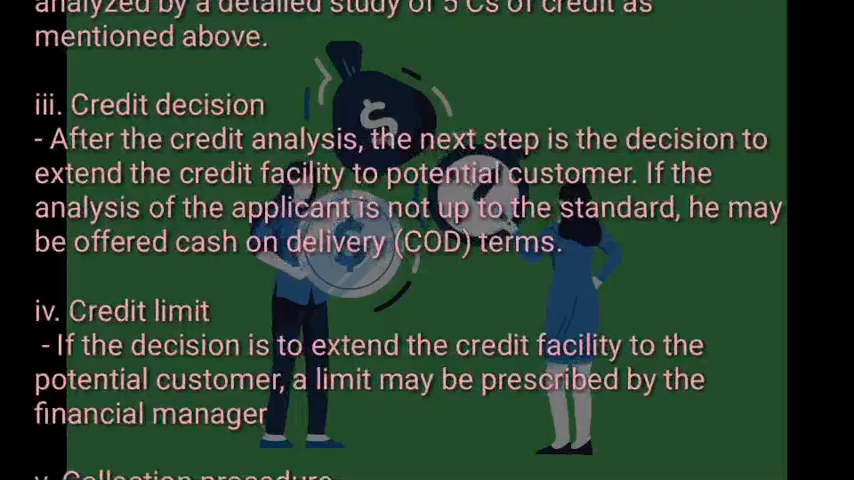 analyzed by a detailed study of 5 Cs of credit as
mentioned above.
iii. Credit decision
- After the credit analysis, the next step is the decision to
extend the credit facility to potential customer. If the
analysis of the applicant is not up to the standard, he may
be offered cash on delivery (COD) terms.
iv. Credit limit
- If the decision is to extend the credit facility to the
potential customer, a limit may be prescribed by the
financial manager
v. Collection procedure
$
$